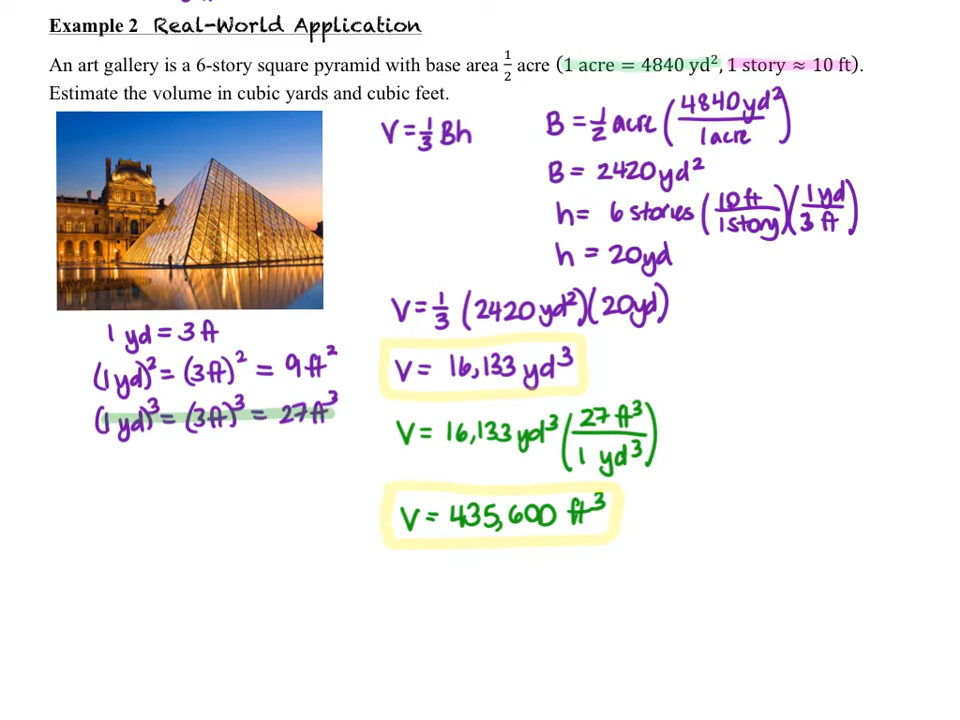 Example 2 Real-World Application
An art gallery is a 6-story square pyramid with base area 1/2 acre (1 acre = 4840 yd², 1 story ≈ 10 ft).
Estimate the volume in cubic yards and cubic feet.
V = 1/3 Bh
B = 1/2 acre (4840 yd²/1 acre)
B = 2420 yd²
h = 6 stories (10 ft/1 story)(1 yd/3 ft)
h = 20 yd
V = 1/3 (2420 yd²)(20 yd)
V = 16,133 yd³
1 yd = 3 ft
(1 yd)² = (3 ft)² = 9 ft²
(1 yd)³ = (3 ft)³ = 27 ft³
V = 16,133 yd³ (27 ft³/1 yd³)
V = 435,600 ft³